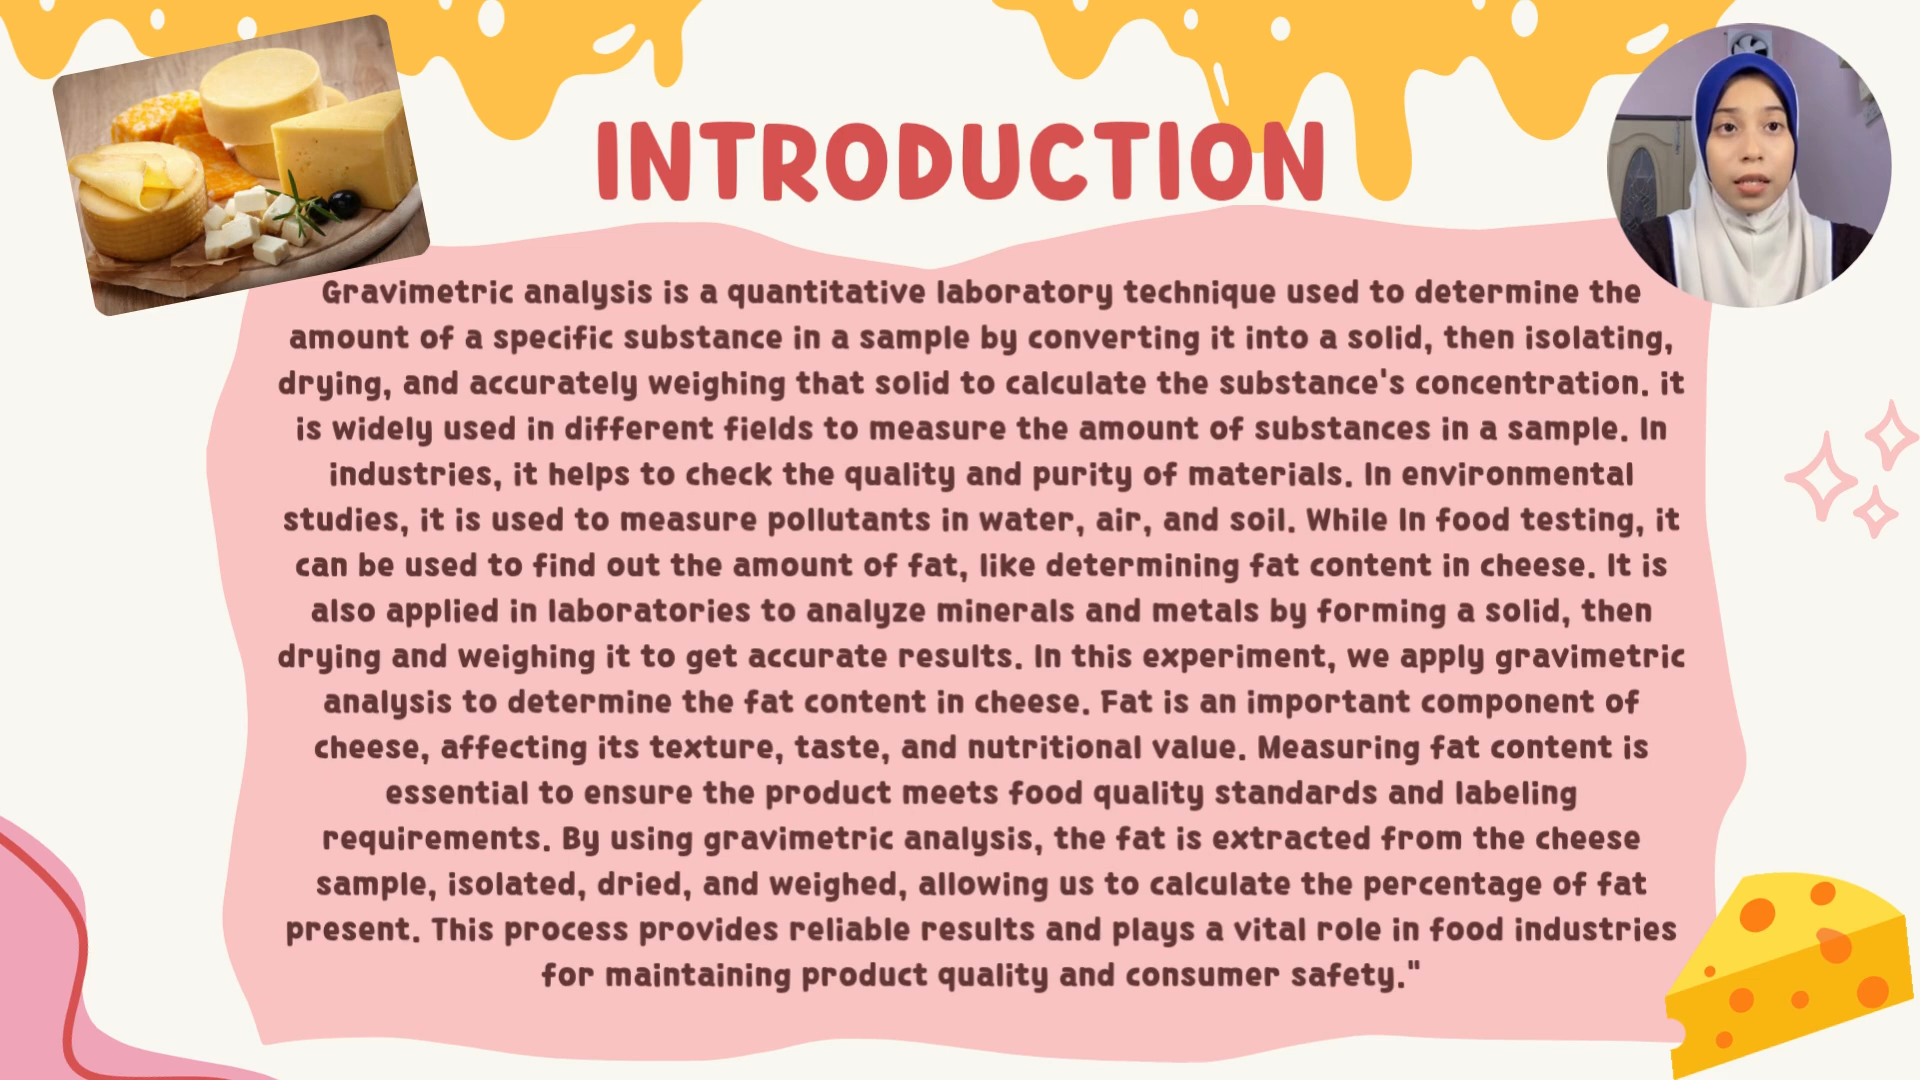 INTRODUCTION
Gravimetric analysis is a quantitative laboratory technique used to determine the
amount of a specific substance in a sample by converting it into a solid, then isolating,
drying, and accurately weighing that solid to calculate the substance's concentration. it
is widely used in different fields to measure the amount of substances in a sample. In
industries, it helps to check the quality and purity of materials. In environmental
studies, it is used to measure pollutants in water, air, and soil. While In food testing, it
can be used to find out the amount of fat, like determining fat content in cheese. It is
also applied in laboratories to analyze minerals and metals by forming a solid, then
drying and weighing it to get accurate results. In this experiment, we apply gravimetric
analysis to determine the fat content in cheese. Fat is an important component of
cheese, affecting its texture, taste, and nutritional value. Measuring fat content is
essential to ensure the product meets food quality standards and labeling
requirements. By using gravimetric analysis, the fat is extracted from the cheese
sample, isolated, dried, and weighed, allowing us to calculate the percentage of fat
present. This process provides reliable results and plays a vital role in food industries
for maintaining product quality and consumer safety."